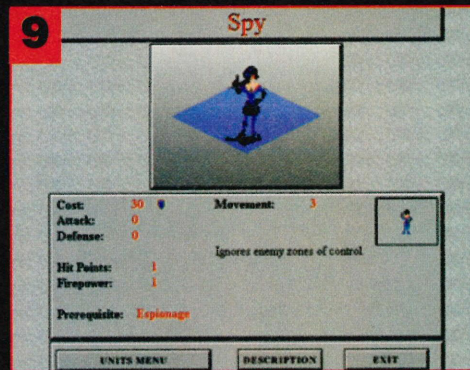 9
Spy
Cost: 30 Movement: 3
Attack: 0
Defense: 0
Ignores enemy zones of control.
Hit Points: 1
Firepower: 1
Prerequisite: Espionage
UNITS MENU DESCRIPTION EXIT